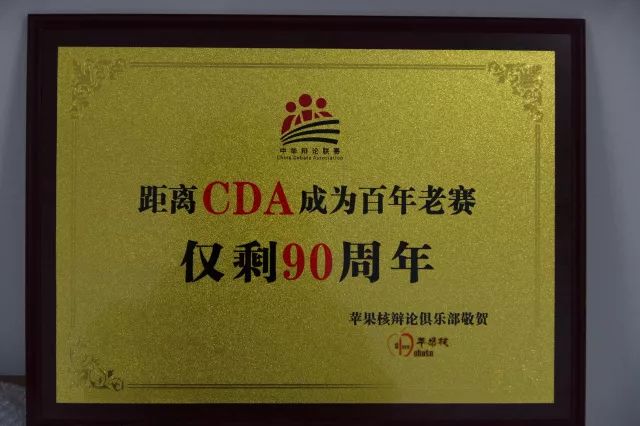 中华辩论联赛
China Debate Association
距离CDA成为百年老赛
仅剩90周年
苹果核辩论俱乐部敬贺
苹果核